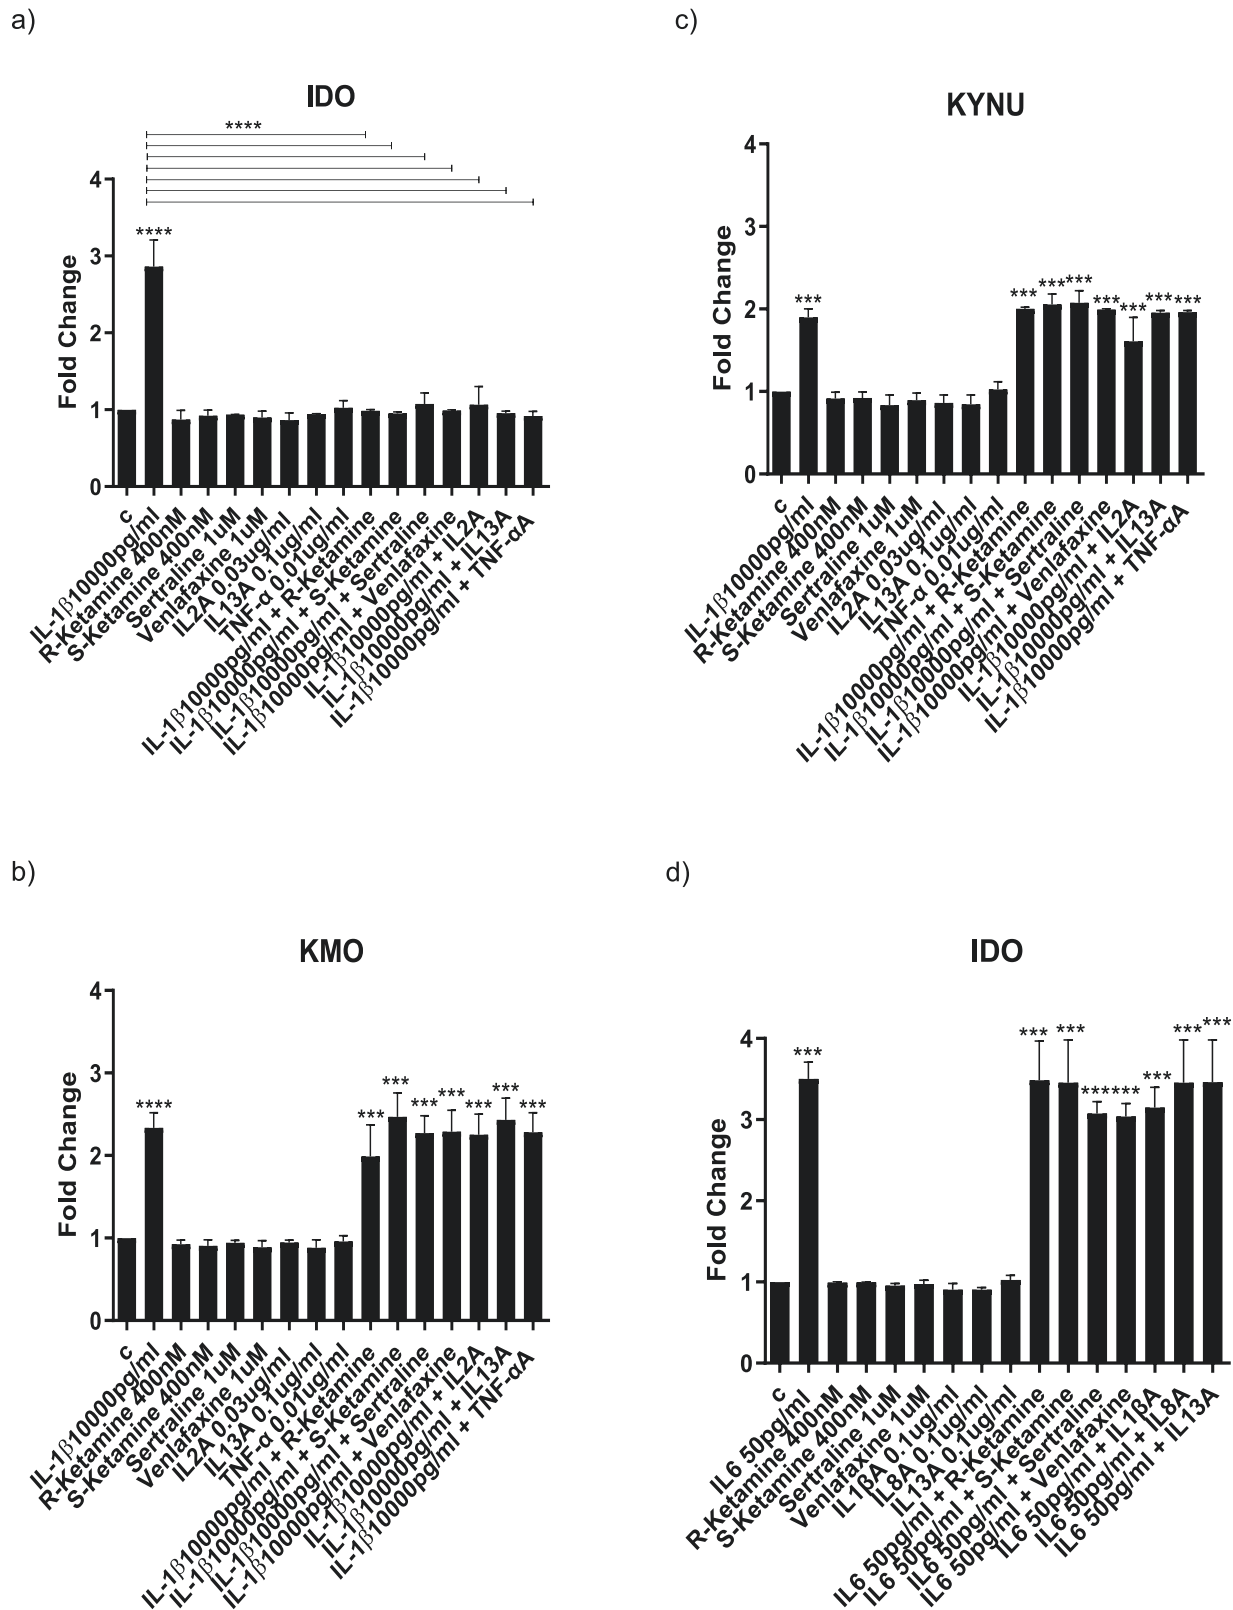 a)
IDO
****
Fold Change
4
3
2
1
0
****
c
IL-1β10000pg/ml
R-Ketamine 400nM
S-Ketamine 400nM
Sertraline 1uM
Venlafaxine 1uM
IL2A 0.03ug/ml
IL13A 0.1ug/ml
TNF-α 0.01ug/ml
IL-1β10000pg/ml + R-Ketamine
IL-1β10000pg/ml + S-Ketamine
IL-1β10000pg/ml + Sertraline
IL-1β10000pg/ml + Venlafaxine
IL-1β10000pg/ml + IL2A
IL-1β10000pg/ml + IL13A
IL-1β10000pg/ml + TNF-αA
c)
KYNU
Fold Change
4
3
2
1
0
***
***
***
***
***
***
***
***
c
IL-1β10000pg/ml
R-Ketamine 400nM
S-Ketamine 400nM
Sertraline 1uM
Venlafaxine 1uM
IL2A 0.03ug/ml
IL13A 0.1ug/ml
TNF-α 0.01ug/ml
IL-1β10000pg/ml + R-Ketamine
IL-1β10000pg/ml + S-Ketamine
IL-1β10000pg/ml + Sertraline
IL-1β10000pg/ml + Venlafaxine
IL-1β10000pg/ml + IL2A
IL-1β10000pg/ml + IL13A
IL-1β10000pg/ml + TNF-αA
b)
KMO
Fold Change
4
3
2
1
0
****
***
***
***
***
***
***
***
c
IL-1β10000pg/ml
R-Ketamine 400nM
S-Ketamine 400nM
Sertraline 1uM
Venlafaxine 1uM
IL2A 0.03ug/ml
IL13A 0.1ug/ml
TNF-α 0.01ug/ml
IL-1β10000pg/ml + R-Ketamine
IL-1β10000pg/ml + S-Ketamine
IL-1β10000pg/ml + Sertraline
IL-1β10000pg/ml + Venlafaxine
IL-1β10000pg/ml + IL2A
IL-1β10000pg/ml + IL13A
IL-1β10000pg/ml + TNF-αA
d)
IDO
Fold Change
4
3
2
1
0
***
***
***
***
***
***
***
***
c
IL6 50pg/ml
R-Ketamine 400nM
S-Ketamine 400nM
Sertraline 1uM
Venlafaxine 1uM
IL1βA 0.1ug/ml
IL8A 0.1ug/ml
IL13A 0.1ug/ml
IL6 50pg/ml + R-Ketamine
IL6 50pg/ml + S-Ketamine
IL6 50pg/ml + Sertraline
IL6 50pg/ml + Venlafaxine
IL6 50pg/ml + IL1βA
IL6 50pg/ml + IL8A
IL6 50pg/ml + IL13A